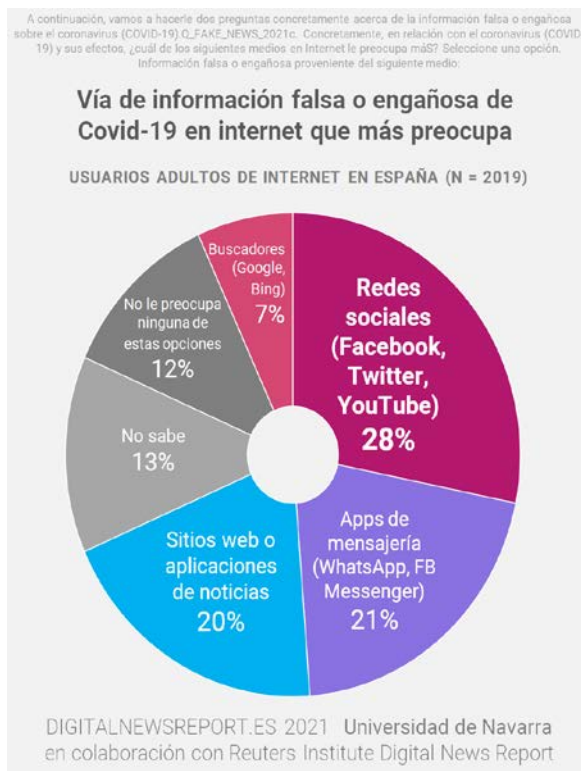 A continuación, vamos a hacerle dos preguntas concretamente acerca de la información falsa o engañosa
sobre el coronavirus (COVID-19).Q_FAKE_NEWS_2021c. Concretamente, en relación con el coronavirus (COVID
19) y sus efectos, ¿cuál de los siguientes medios en Internet le preocupa máS? Seleccione una opción.
Información falsa o engañosa proveniente del siguiente medio:
Vía de información falsa o engañosa de
Covid-19 en internet que más preocupa
USUARIOS ADULTOS DE INTERNET EN ESPAÑA (N = 2019)
Buscadores
(Google,
Bing)
7%
Redes
sociales
(Facebook,
Twitter,
YouTube)
28%
No le preocupa
ninguna de
estas opciones
12%
No sabe
13%
Sitios web o
aplicaciones
de noticias
20%
Apps de
mensajería
(WhatsApp, FB
Messenger)
21%
DIGITALNEWSREPORT.ES 2021 Universidad de Navarra
en colaboración con Reuters Institute Digital News Report